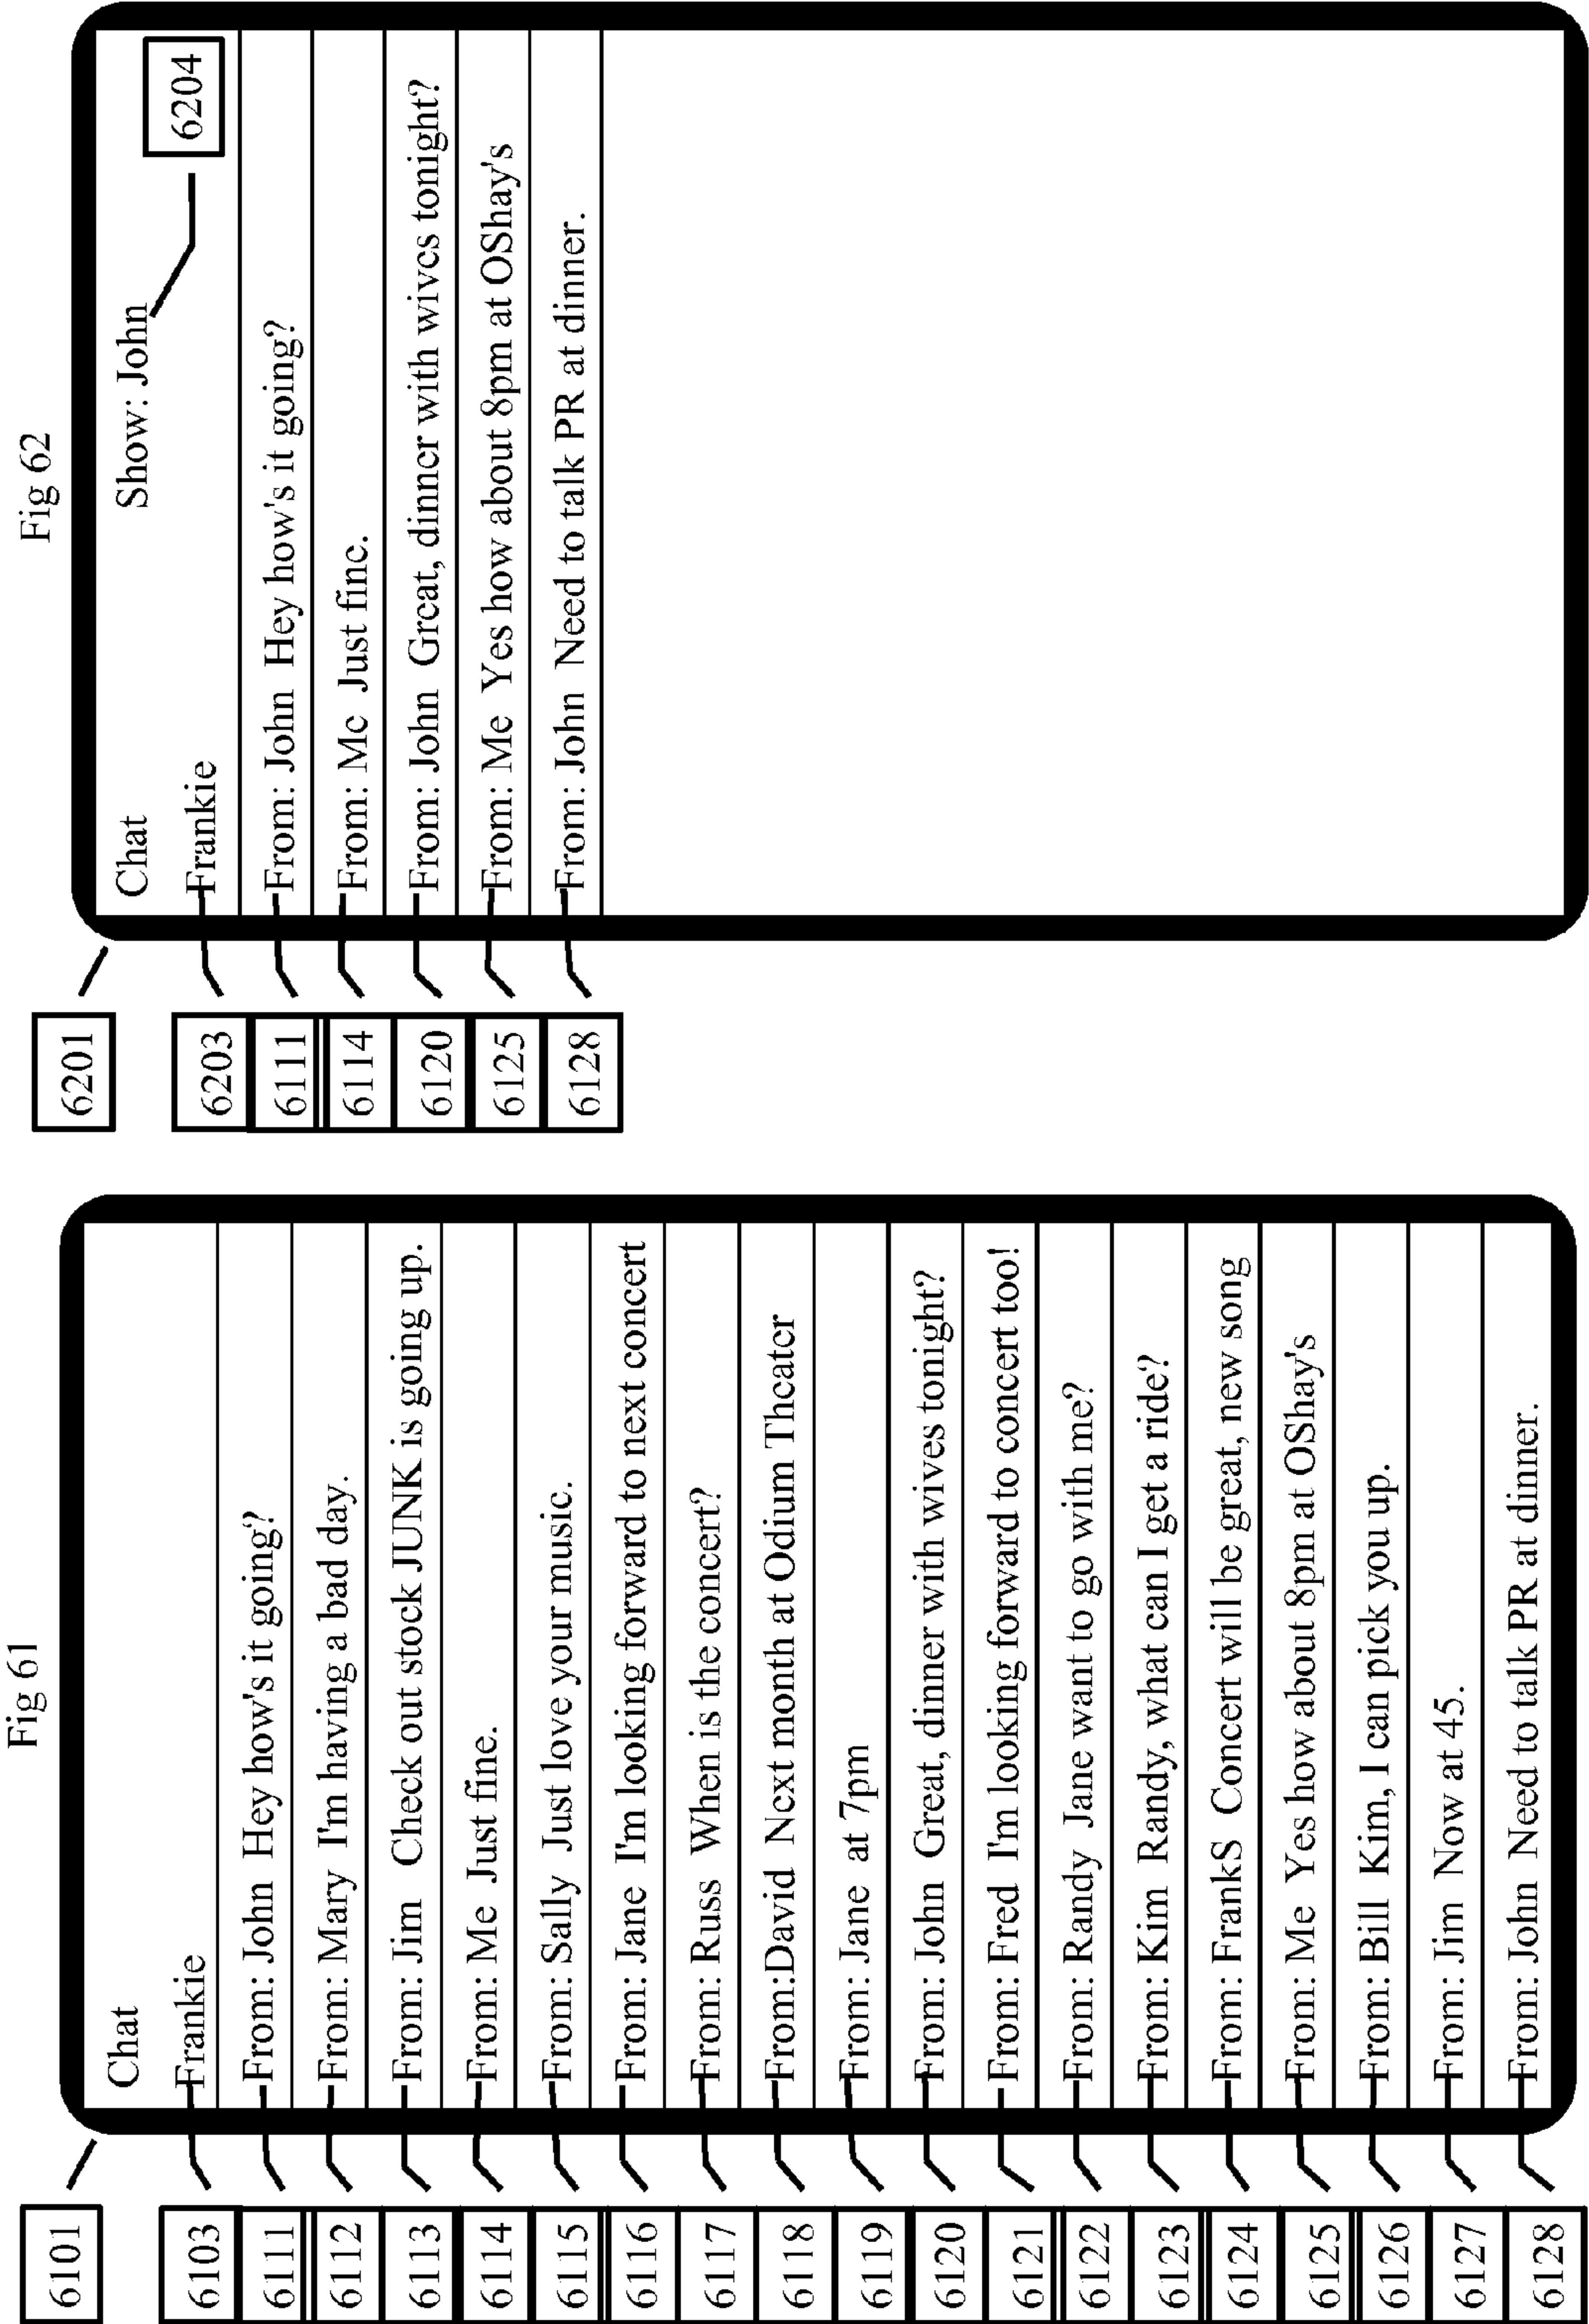 Fig 61
6101
Chat
6103 Frankie
6111 From: John Hey how's it going?
6112 From: Mary I'm having a bad day.
6113 From: Jim Check out stock JUNK is going up.
6114 From: Me Just fine.
6115 From: Sally Just love your music.
6116 From: Jane I'm looking forward to next concert
6117 From: Russ When is the concert?
6118 From:David Next month at Odium Theater
6119 From: Jane at 7pm
6120 From: John Great, dinner with wives tonight?
6121 From: Fred I'm looking forward to concert too!
6122 From: Randy Jane want to go with me?
6123 From: Kim Randy, what can I get a ride?
6124 From: FrankS Concert will be great, new song
6125 From: Me Yes how about 8pm at OShay's
6126 From: Bill Kim, I can pick you up.
6127 From: Jim Now at 45.
6128 From: John Need to talk PR at dinner.
Fig 62
6201
Chat Show: John
6203 Frankie 6204
6111 From: John Hey how's it going?
6114 From: Me Just fine.
6120 From: John Great, dinner with wives tonight?
6125 From: Me Yes how about 8pm at OShay's
6128 From: John Need to talk PR at dinner.